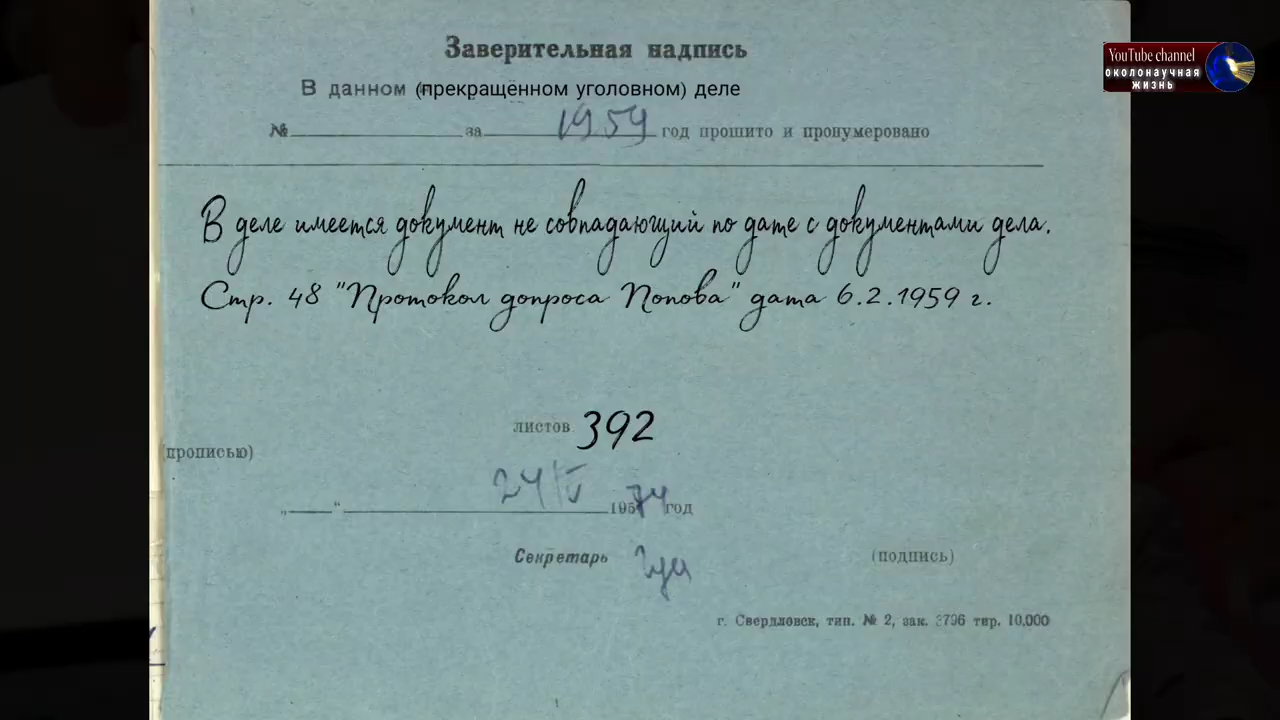 Заверительная надпись
YouTube channel
околонаучная
жизнь
В данном (прекращённом уголовном) деле
№ за 1959 год прошито и пронумеровано
В деле имеется документ не совпадающий по дате с документами дела.
Стр. 48 "Протокол допроса Попова" дата 6.2.1959 г.
листов 392
(прописью)
„ “ 24/V 1974 год
Секретарь (подпись)
г. Свердловск, тип. № 2, зак. 3796 тир. 10,000